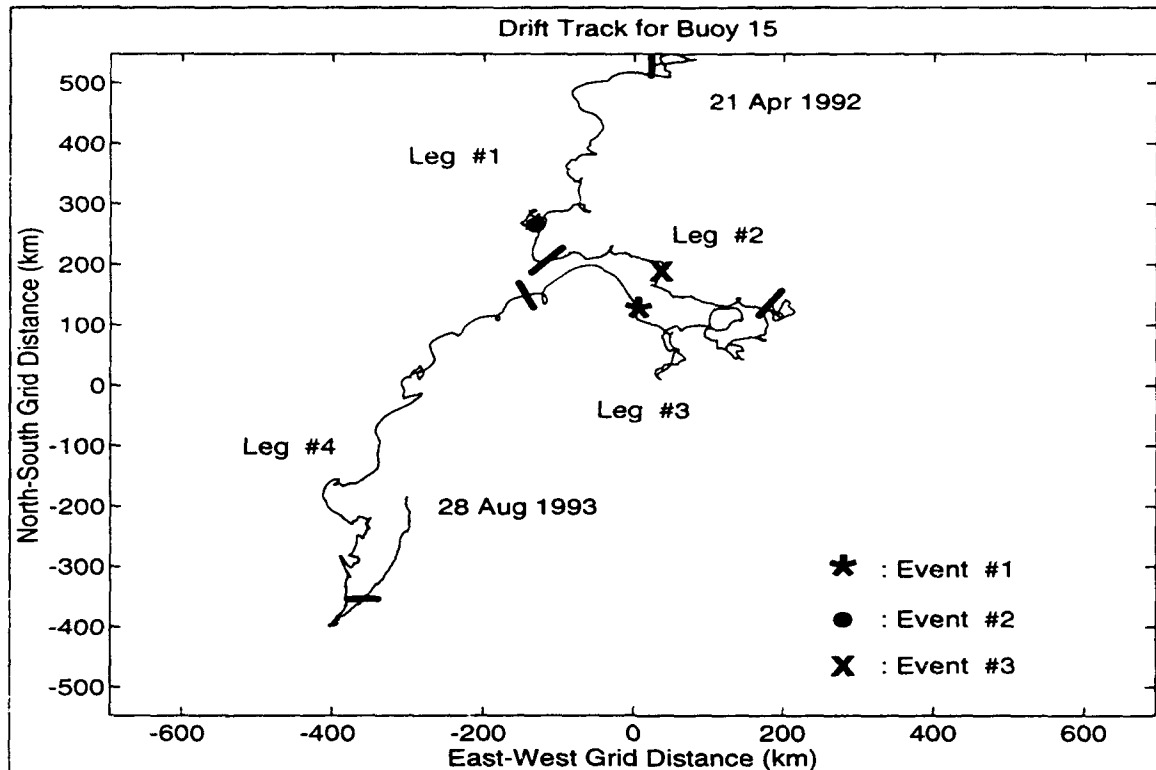 Drift Track for Buoy 15
North-South Grid Distance (km)
500
400
300
200
100
0
-100
-200
-300
-400
-500
21 Apr 1992
Leg #1
Leg #2
Leg #3
Leg #4
28 Aug 1993
: Event #1
: Event #2
: Event #3
-600
-400
-200
0
200
400
600
East-West Grid Distance (km)